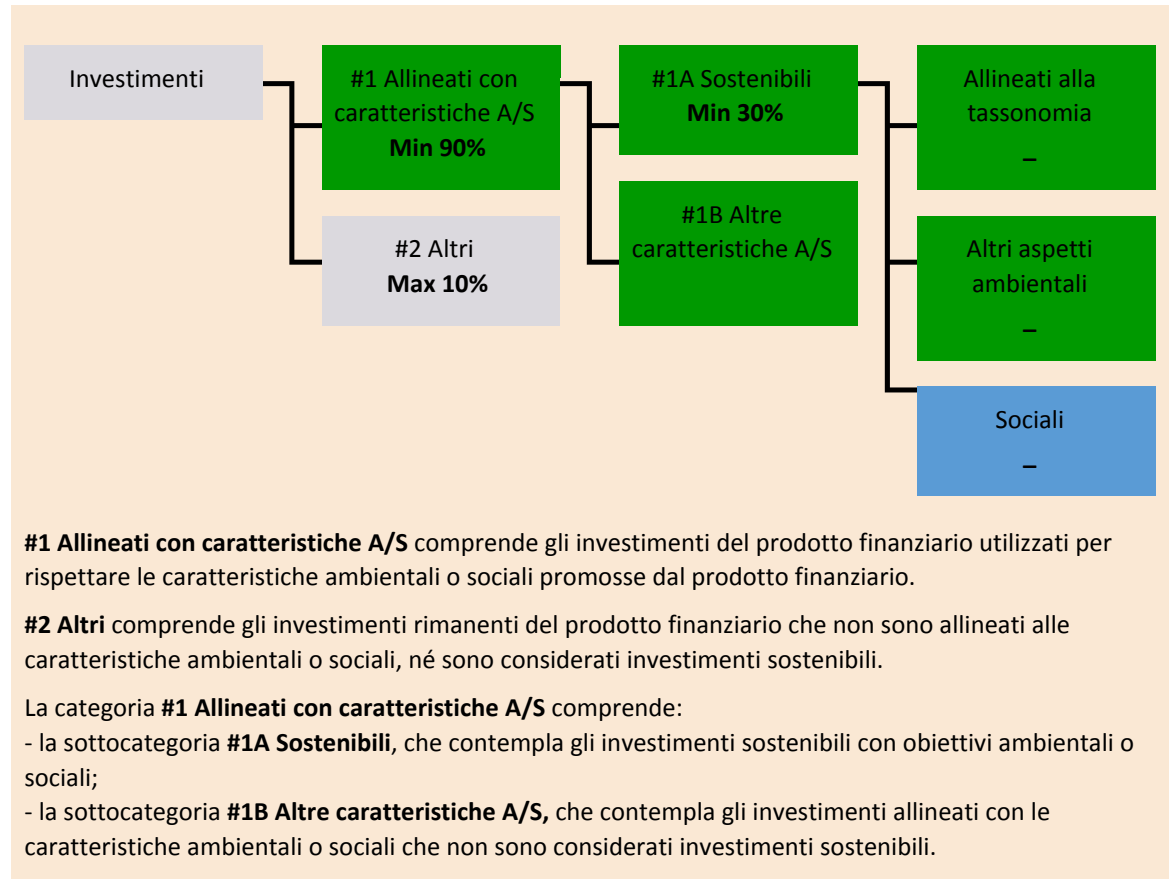 Investimenti
#1 Allineati con
caratteristiche A/S
Min 90%
#2 Altri
Max 10%
#1A Sostenibili
Min 30%
#1B Altre
caratteristiche A/S
Allineati alla
tassonomia
–
Altri aspetti
ambientali
–
Sociali
–
#1 Allineati con caratteristiche A/S comprende gli investimenti del prodotto finanziario utilizzati per
rispettare le caratteristiche ambientali o sociali promosse dal prodotto finanziario.
#2 Altri comprende gli investimenti rimanenti del prodotto finanziario che non sono allineati alle
caratteristiche ambientali o sociali, né sono considerati investimenti sostenibili.
La categoria #1 Allineati con caratteristiche A/S comprende:
- la sottocategoria #1A Sostenibili, che contempla gli investimenti sostenibili con obiettivi ambientali o
sociali;
- la sottocategoria #1B Altre caratteristiche A/S, che contempla gli investimenti allineati con le
caratteristiche ambientali o sociali che non sono considerati investimenti sostenibili.